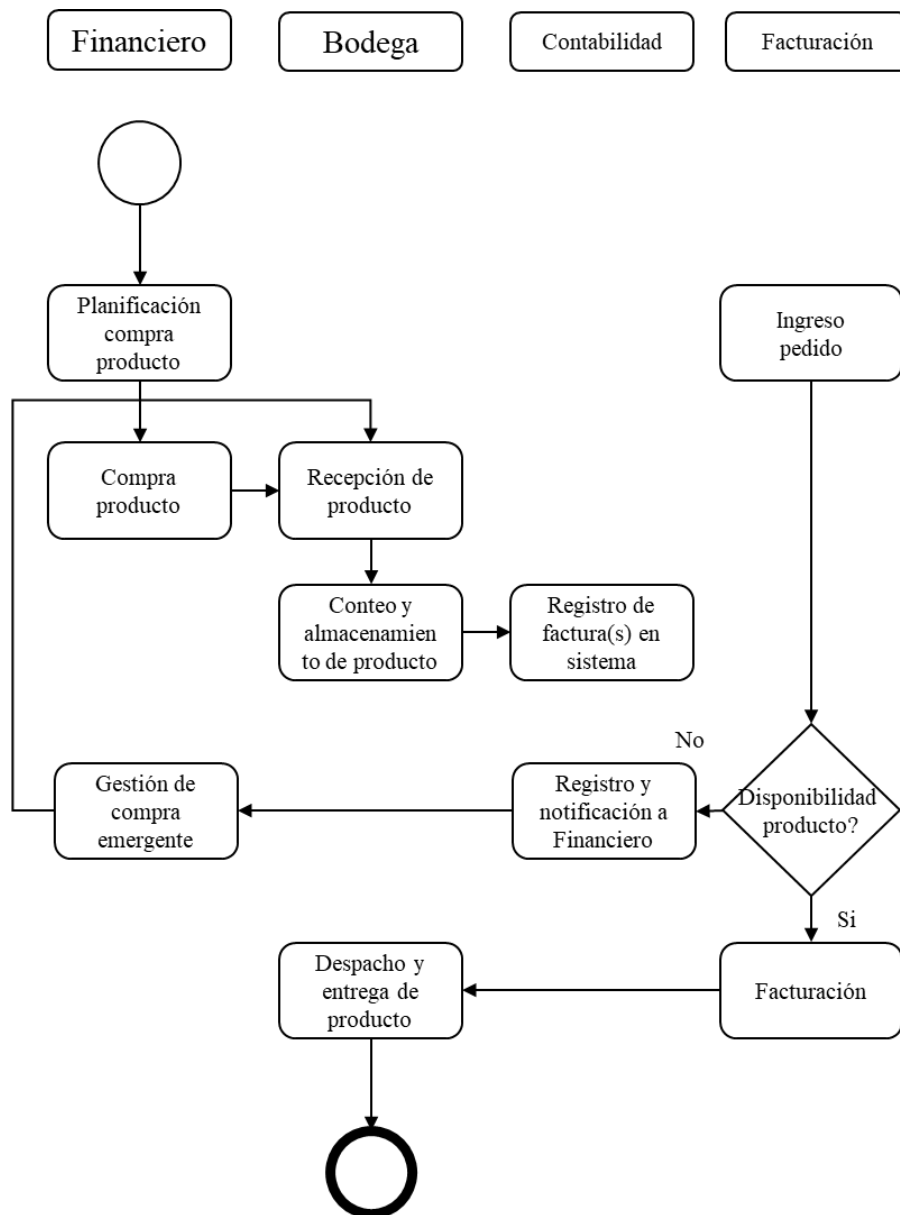 Financiero
Bodega
Contabilidad
Facturación
Planificación
compra
producto
Ingreso
pedido
Compra
producto
Recepción de
producto
Conteo y
almacenamien
to de producto
Registro de
factura(s) en
sistema
No
Gestión de
compra
emergente
Registro y
notificación a
Financiero
Disponibilidad
producto?
Si
Despacho y
entrega de
producto
Facturación